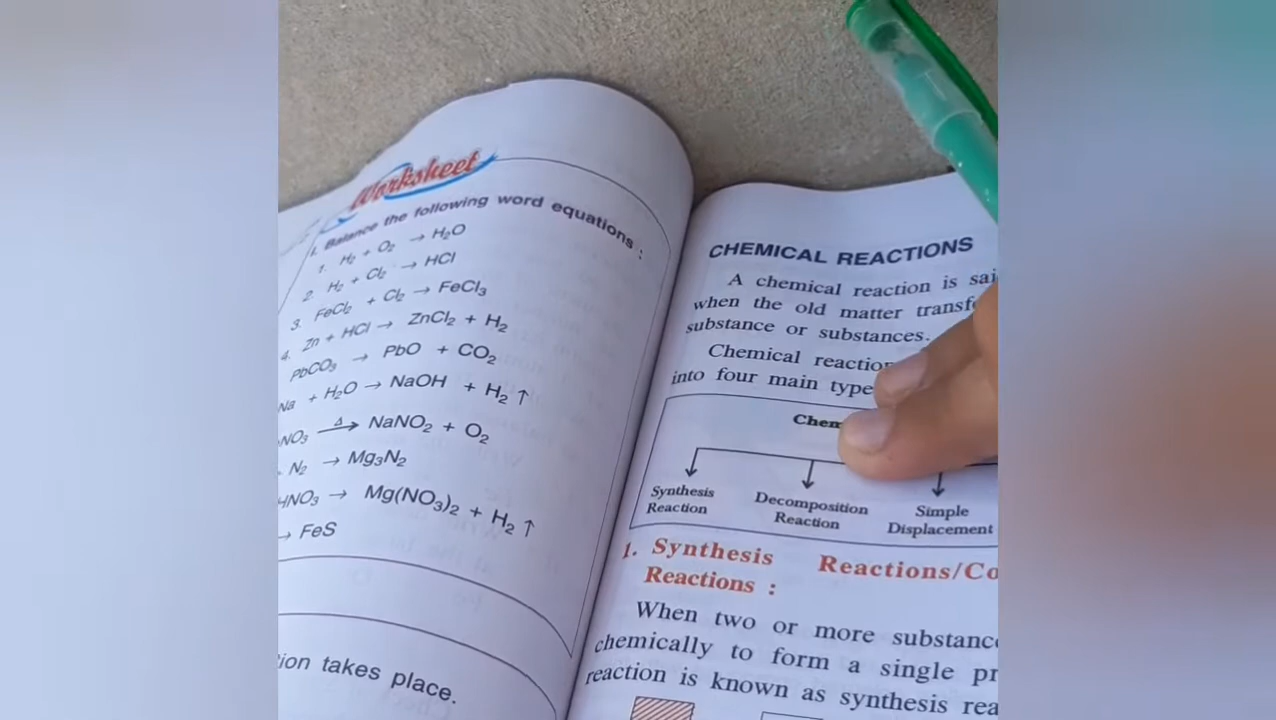 Worksheet
I. Balance the following word equations :
1. H₂ + O₂ → H₂O
2. H₂ + Cl₂ → HCl
3. FeCl₂ + Cl₂ → FeCl₃
4. Zn + HCl → ZnCl₂ + H₂
PbCO₃ → PbO + CO₂
Na + H₂O → NaOH + H₂ ↑
NO₃ —Δ→ NaNO₂ + O₂
N₂ → Mg₃N₂
HNO₃ → Mg(NO₃)₂ + H₂ ↑
→ FeS
tion takes place.
CHEMICAL REACTIONS
A chemical reaction is sai
when the old matter transf
substance or substances.
Chemical reaction
into four main type
Chem
Synthesis
Reaction
Decomposition
Reaction
Simple
Displacement
1. Synthesis Reactions/Co
Reactions :
When two or more substanc
chemically to form a single pr
reaction is known as synthesis rea